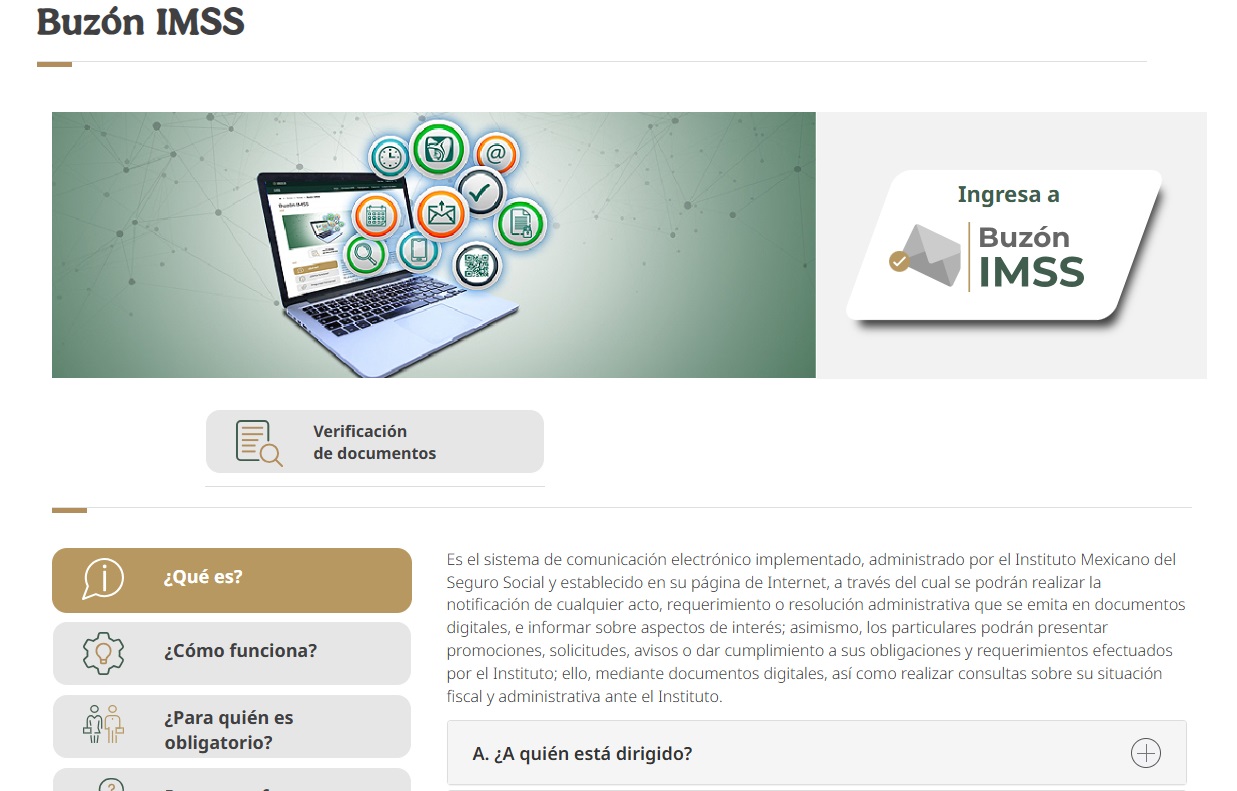 Buzón IMSS
Ingresa a
Buzón
IMSS
Verificación
de documentos
¿Qué es?
¿Cómo funciona?
¿Para quién es
obligatorio?
Es el sistema de comunicación electrónico implementado, administrado por el Instituto Mexicano del
Seguro Social y establecido en su página de Internet, a través del cual se podrán realizar la
notificación de cualquier acto, requerimiento o resolución administrativa que se emita en documentos
digitales, e informar sobre aspectos de interés; asimismo, los particulares podrán presentar
promociones, solicitudes, avisos o dar cumplimiento a sus obligaciones y requerimientos efectuados
por el Instituto; ello, mediante documentos digitales, así como realizar consultas sobre su situación
fiscal y administrativa ante el Instituto.
A. ¿A quién está dirigido?